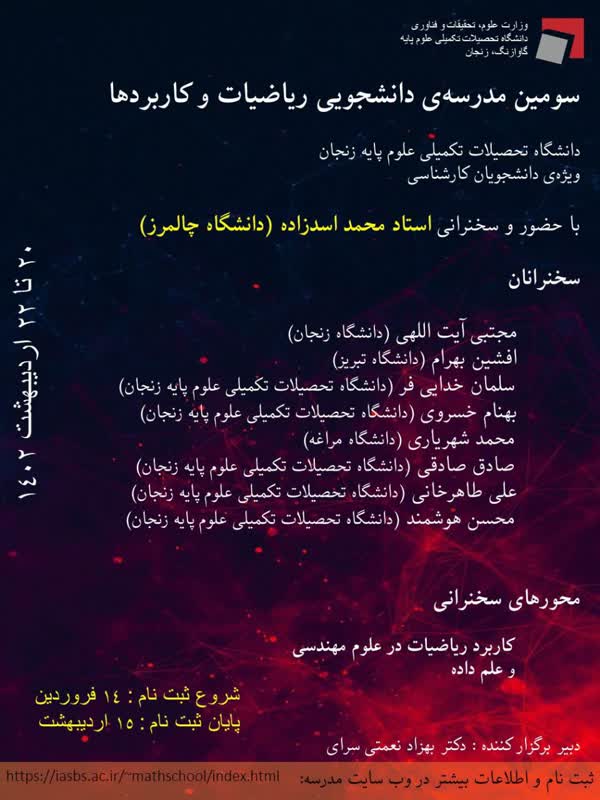 وزارت علوم، تحقیقات و فناوری
دانشگاه تحصیلات تکمیلی علوم پایه
گاوازنگ، زنجان
سومین مدرسه‌ی دانشجویی ریاضیات و کاربردها
دانشگاه تحصیلات تکمیلی علوم پایه زنجان
ویژه‌ی دانشجویان کارشناسی
با حضور و سخنرانی استاد محمد اسدزاده (دانشگاه چالمرز)
۲۰ تا ۲۲ اردیبهشت ۱۴۰۲
سخنرانان
مجتبی آیت اللهی (دانشگاه زنجان)
افشین بهرام (دانشگاه تبریز)
سلمان خدایی فر (دانشگاه تحصیلات تکمیلی علوم پایه زنجان)
بهنام خسروی (دانشگاه تحصیلات تکمیلی علوم پایه زنجان)
محمد شهریاری (دانشگاه مراغه)
صادق صادقی (دانشگاه تحصیلات تکمیلی علوم پایه زنجان)
علی طاهرخانی (دانشگاه تحصیلات تکمیلی علوم پایه زنجان)
محسن هوشمند (دانشگاه تحصیلات تکمیلی علوم پایه زنجان)
محورهای سخنرانی
کاربرد ریاضیات در علوم مهندسی
و علم داده
شروع ثبت نام : ۱۴ فروردین
پایان ثبت نام : ۱۵ اردیبهشت
دبیر برگزار کننده : دکتر بهزاد نعمتی سرای
ثبت نام و اطلاعات بیشتر در وب سایت مدرسه: https://iasbs.ac.ir/~mathschool/index.html